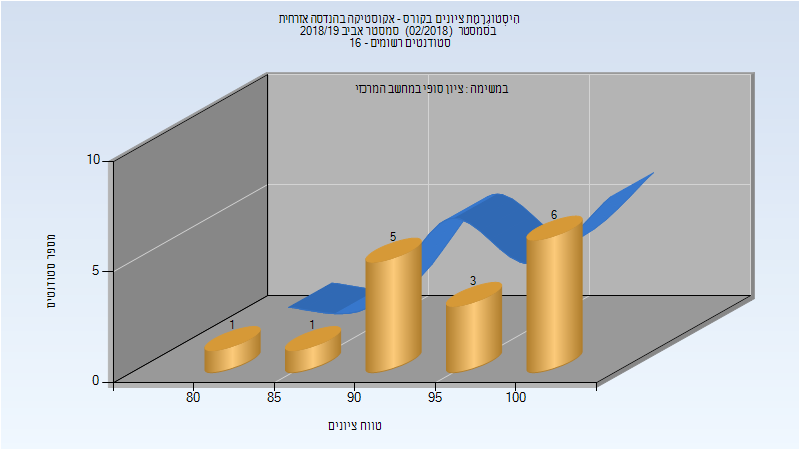 היסטוגרמת ציונים בקורס - אקוסטיקה בהנדסה אזרחית
בסמסטר (02/2018) סמסטר אביב 2018/19
סטודנטים רשומים - 16
במשימה : ציון סופי במחשב המרכזי
10
5
0
מספר סטודנטים
1
1
5
3
6
80
85
90
95
100
טווח ציונים